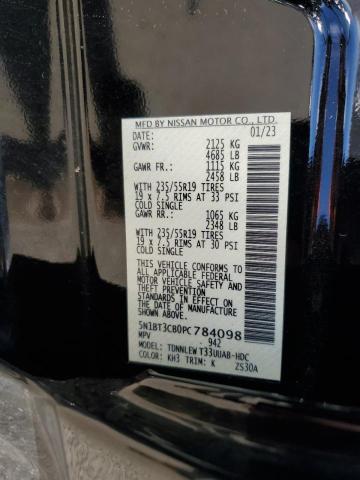 MFD BY NISSAN MOTOR CO., LTD.
DATE: 01/23
GVWR: 2125 KG
4685 LB
GAWR FR.: 1115 KG
2458 LB
WITH 235/55R19 TIRES
19 x 7.5 RIMS AT 33 PSI
COLD SINGLE
GAWR RR: 1065 KG
2348 LB
WITH 235/55R19 TIRES
19 x 7.5 RIMS AT 30 PSI
COLD SINGLE
THIS VEHICLE CONFORMS TO ALL
APPLICABLE U.S. FEDERAL
MOTOR VEHICLE SAFETY
STANDARDS IN EFFECT ON THE
DATE OF MANUFACTURE
SHOWN ABOVE.
5N1BT3CB0PC784098
MPV 942
MODEL: TDNNLEW T33UUAB-HDC
COLOR: KH3 TRIM: K ZS30A